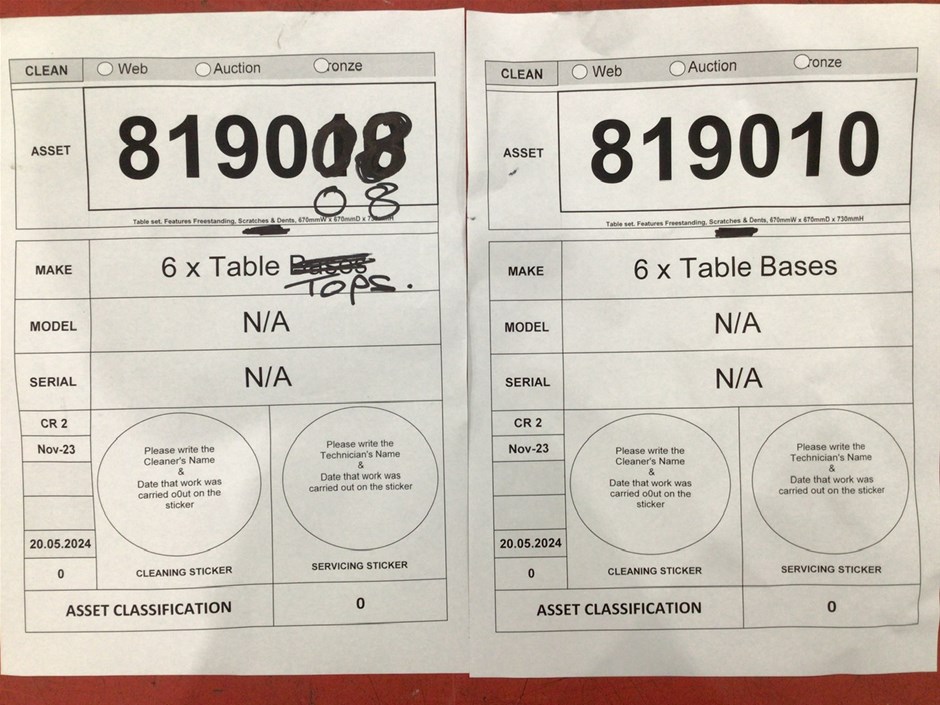 CLEAN Web Auction ronze
ASSET 819008
0 8
Table set. Features Freestanding, Scratches & Dents, 670mmW x 670mmD x 730mmH
MAKE 6 x Table Bases
TOPS.
MODEL N/A
SERIAL N/A
CR 2
Nov-23
Please write the
Cleaner's Name
&
Date that work was
carried o0ut on the
sticker
Please write the
Technician's Name
&
Date that work was
carried out on the sticker
20.05.2024
0
CLEANING STICKER
SERVICING STICKER
ASSET CLASSIFICATION 0
CLEAN Web Auction ronze
ASSET 819010
Table set. Features Freestanding, Scratches & Dents, 670mmW x 670mmD x 730mmH
MAKE 6 x Table Bases
MODEL N/A
SERIAL N/A
CR 2
Nov-23
Please write the
Cleaner's Name
&
Date that work was
carried o0ut on the
sticker
Please write the
Technician's Name
&
Date that work was
carried out on the sticker
20.05.2024
0
CLEANING STICKER
SERVICING STICKER
ASSET CLASSIFICATION 0